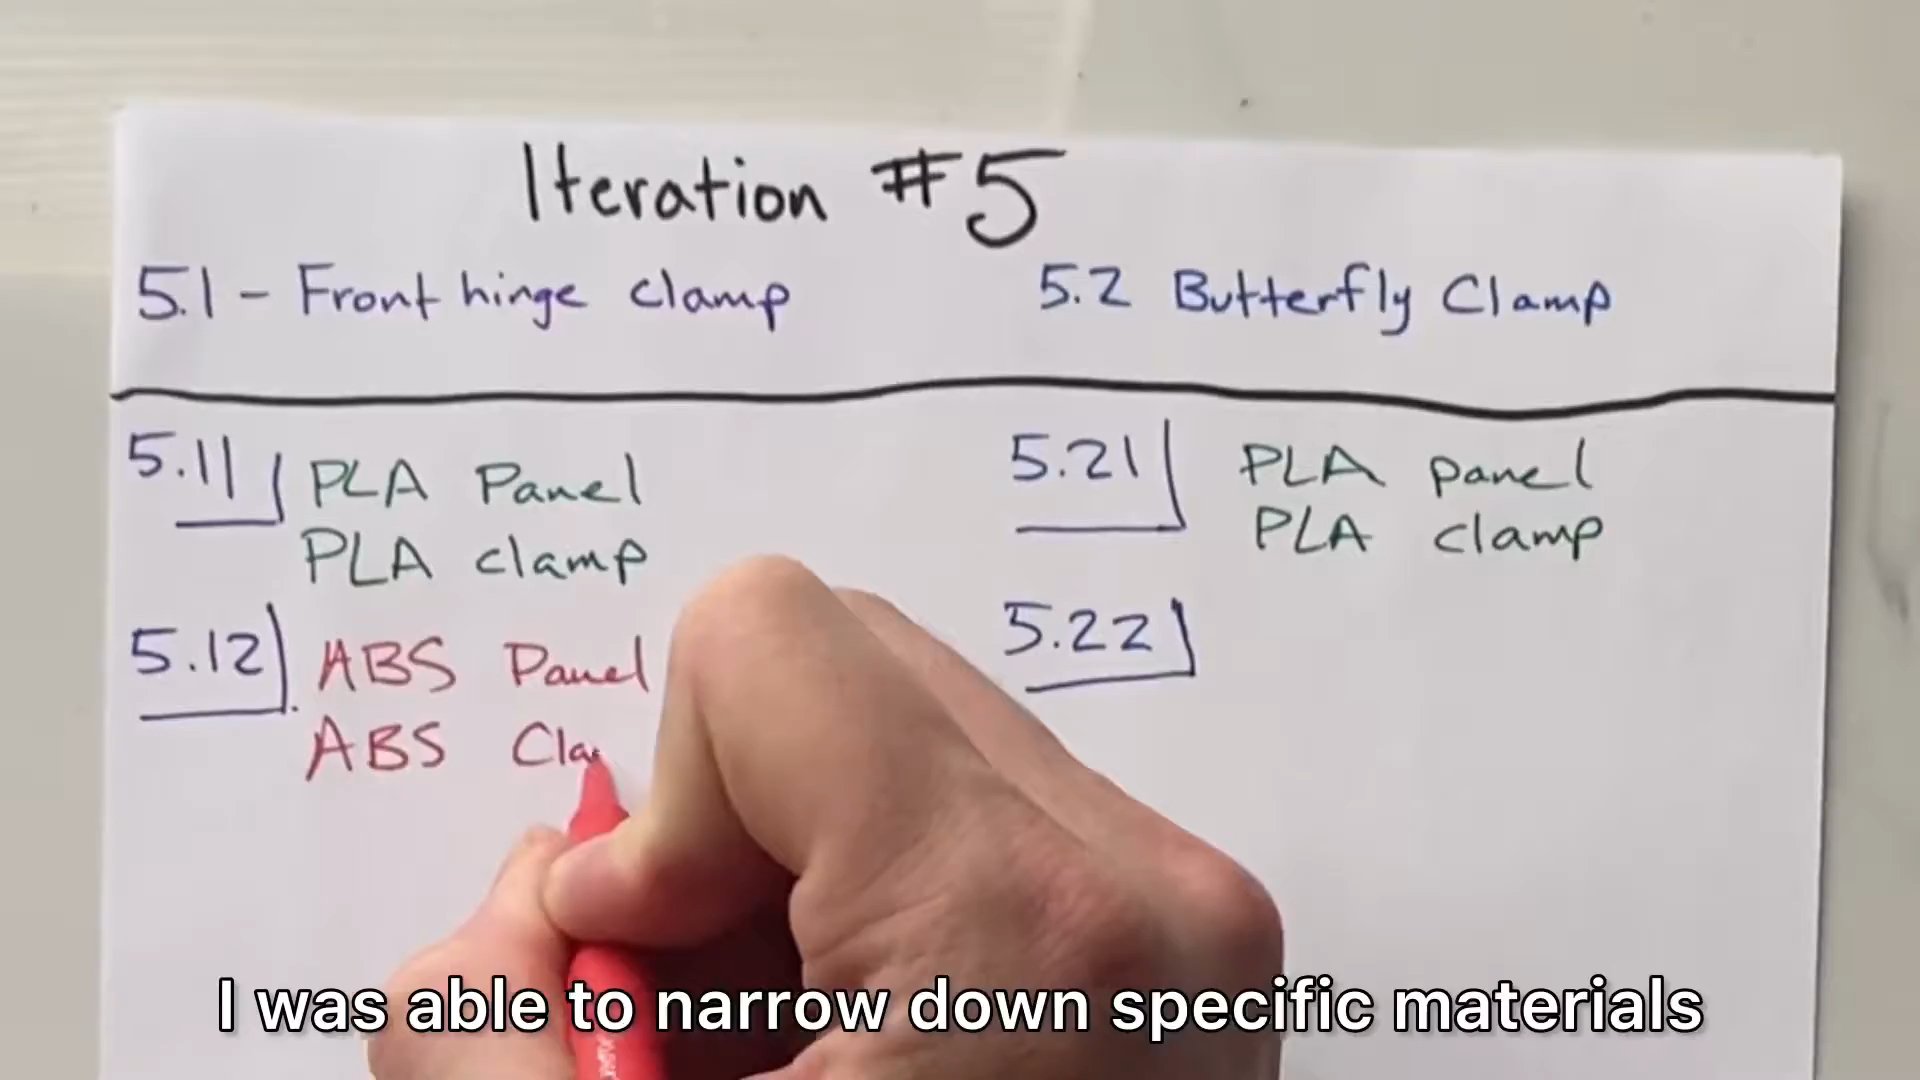 Iteration #5
5.1 - Front hinge clamp
5.2 Butterfly Clamp
5.11
PLA Panel
PLA clamp
5.12
ABS Panel
ABS Cla
5.21
PLA panel
PLA clamp
5.22
I was able to narrow down specific materials